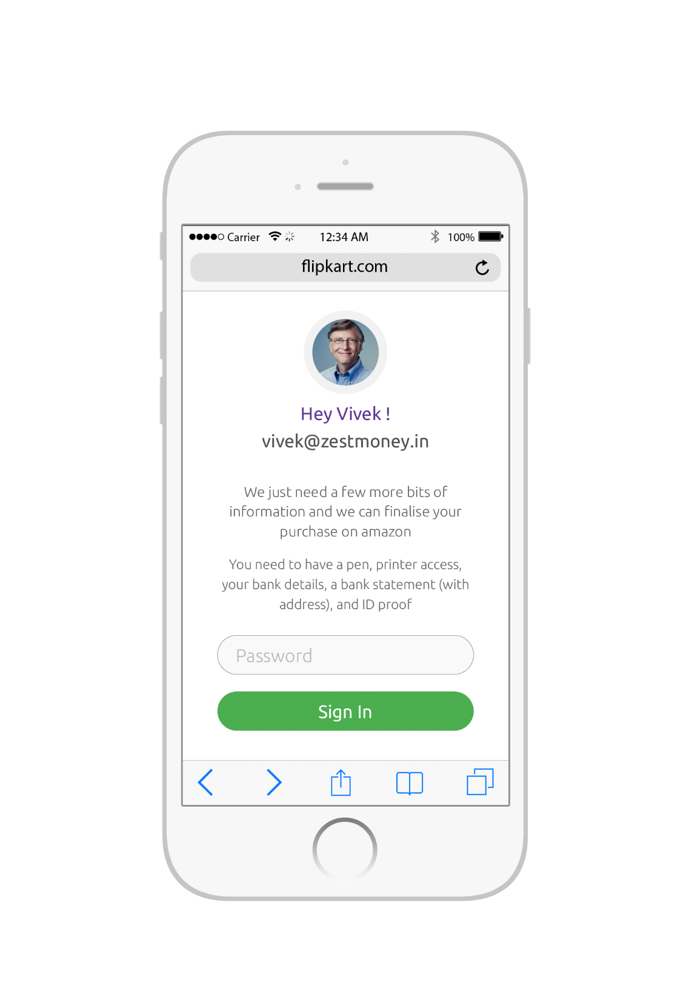 Carrier 12:34 AM 100%
flipkart.com
Hey Vivek !
vivek@zestmoney.in
We just need a few more bits of
information and we can finalise your
purchase on amazon
You need to have a pen, printer access,
your bank details, a bank statement (with
address), and ID proof
Password
Sign In